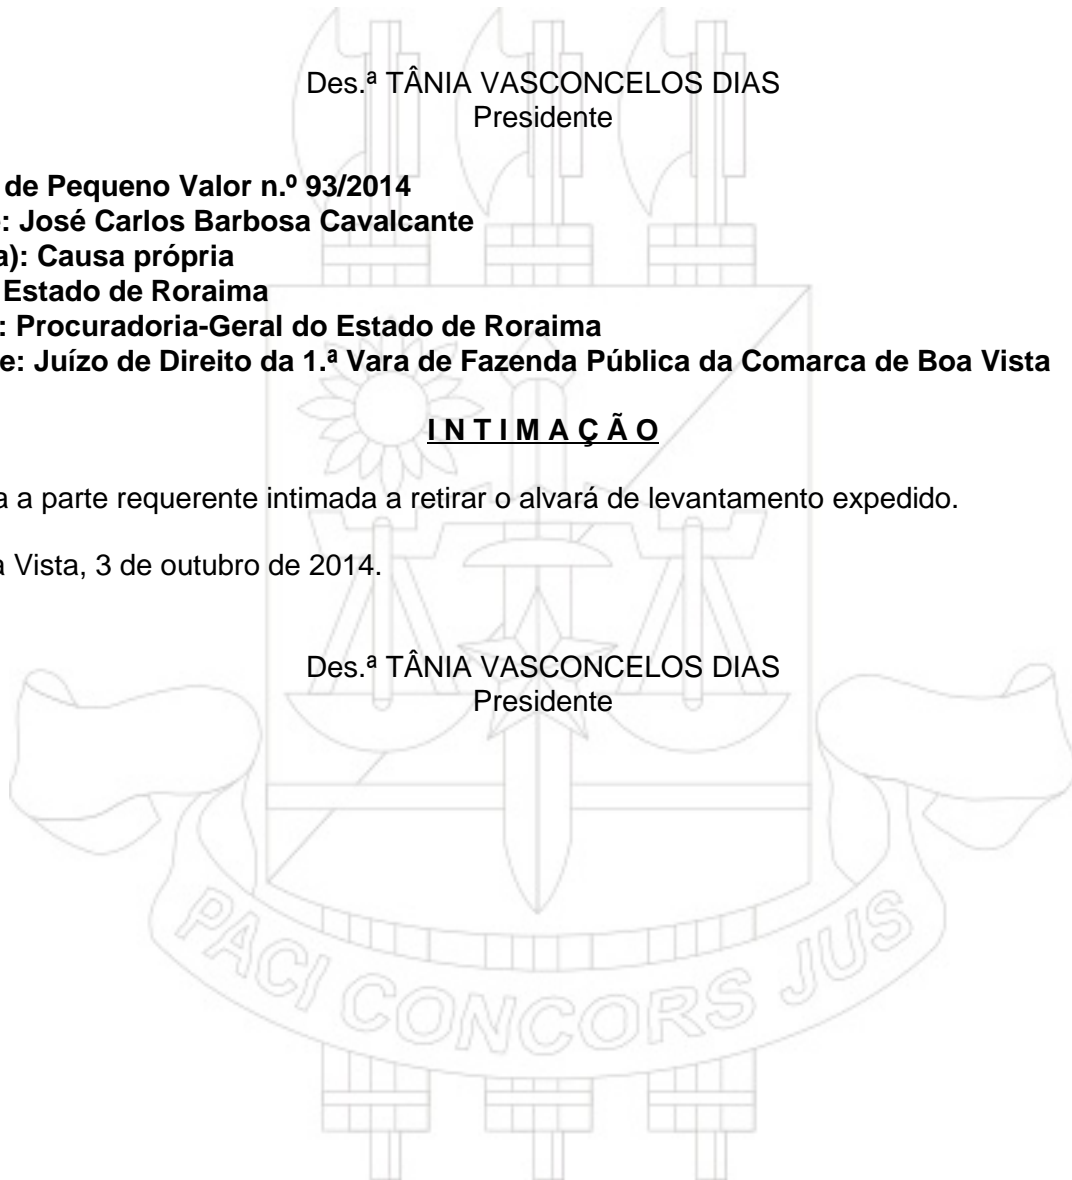 Des.ª TÂNIA VASCONCELOS DIAS
Presidente
de Pequeno Valor n.º 93/2014
: José Carlos Barbosa Cavalcante
a): Causa própria
Estado de Roraima
: Procuradoria-Geral do Estado de Roraima
e: Juízo de Direito da 1.ª Vara de Fazenda Pública da Comarca de Boa Vista
I N T I M A Ç Ã O
a a parte requerente intimada a retirar o alvará de levantamento expedido.
a Vista, 3 de outubro de 2014.
Des.ª TÂNIA VASCONCELOS DIAS
Presidente
PACI CONCORS JUS